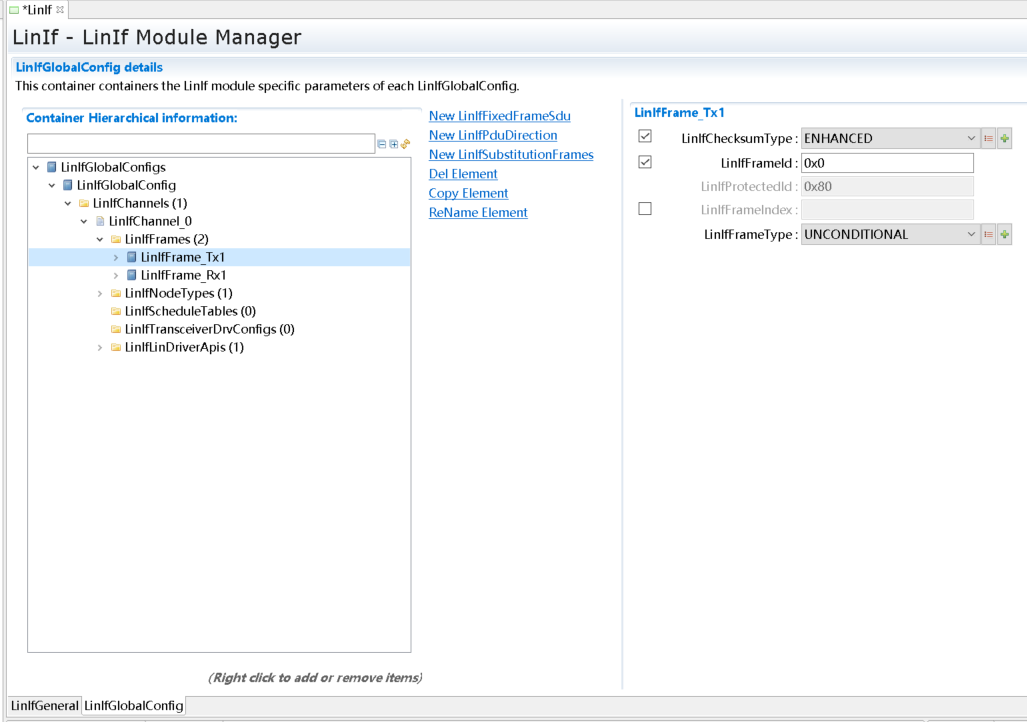 *LinIf
LinIf - LinIf Module Manager
LinIfGlobalConfig details
This container containers the LinIf module specific parameters of each LinIfGlobalConfig.
Container Hierarchical information:
LinIfGlobalConfigs
LinIfGlobalConfig
LinIfChannels (1)
LinIfChannel_0
LinIfFrames (2)
LinIfFrame_Tx1
LinIfFrame_Rx1
LinIfNodeTypes (1)
LinIfScheduleTables (0)
LinIfTransceiverDrvConfigs (0)
LinIfLinDriverApis (1)
(Right click to add or remove items)
New LinIfFixedFrameSdu
New LinIfPduDirection
New LinIfSubstitutionFrames
Del Element
Copy Element
ReName Element
LinIfFrame_Tx1
LinIfChecksumType : ENHANCED
LinIfFrameId : 0x0
LinIfProtectedId : 0x80
LinIfFrameIndex :
LinIfFrameType : UNCONDITIONAL
LinIfGeneral LinIfGlobalConfig